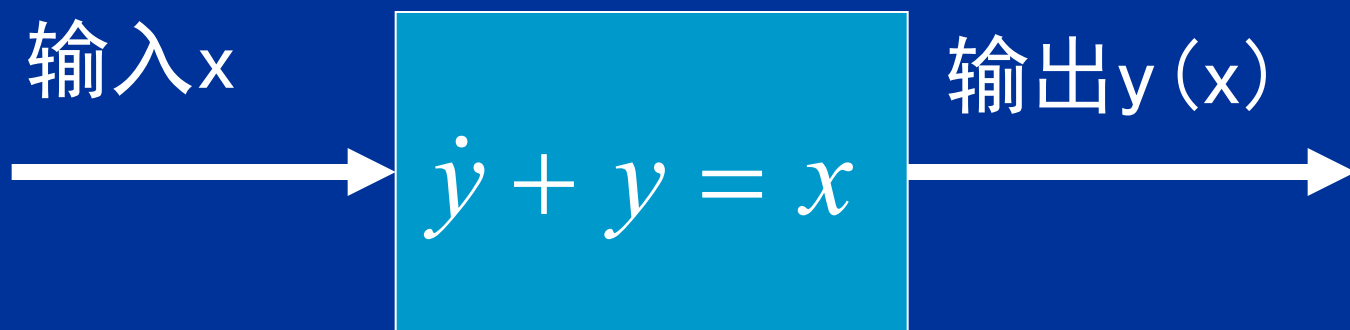 输入x
ẏ + y = x
输出y(x)